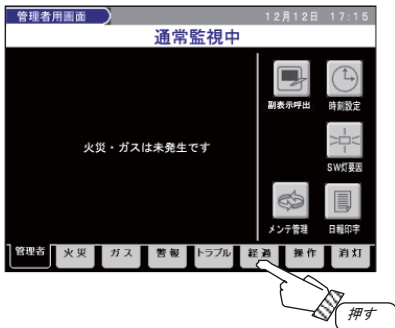 管理者用画面 12月12日 17:15
通常監視中
火災・ガスは未発生です
副表示呼出 時刻設定
SW灯要因
メンテ管理 日報印字
管理者 火災 ガス 警報 トラブル 経過 操作 消灯
押す